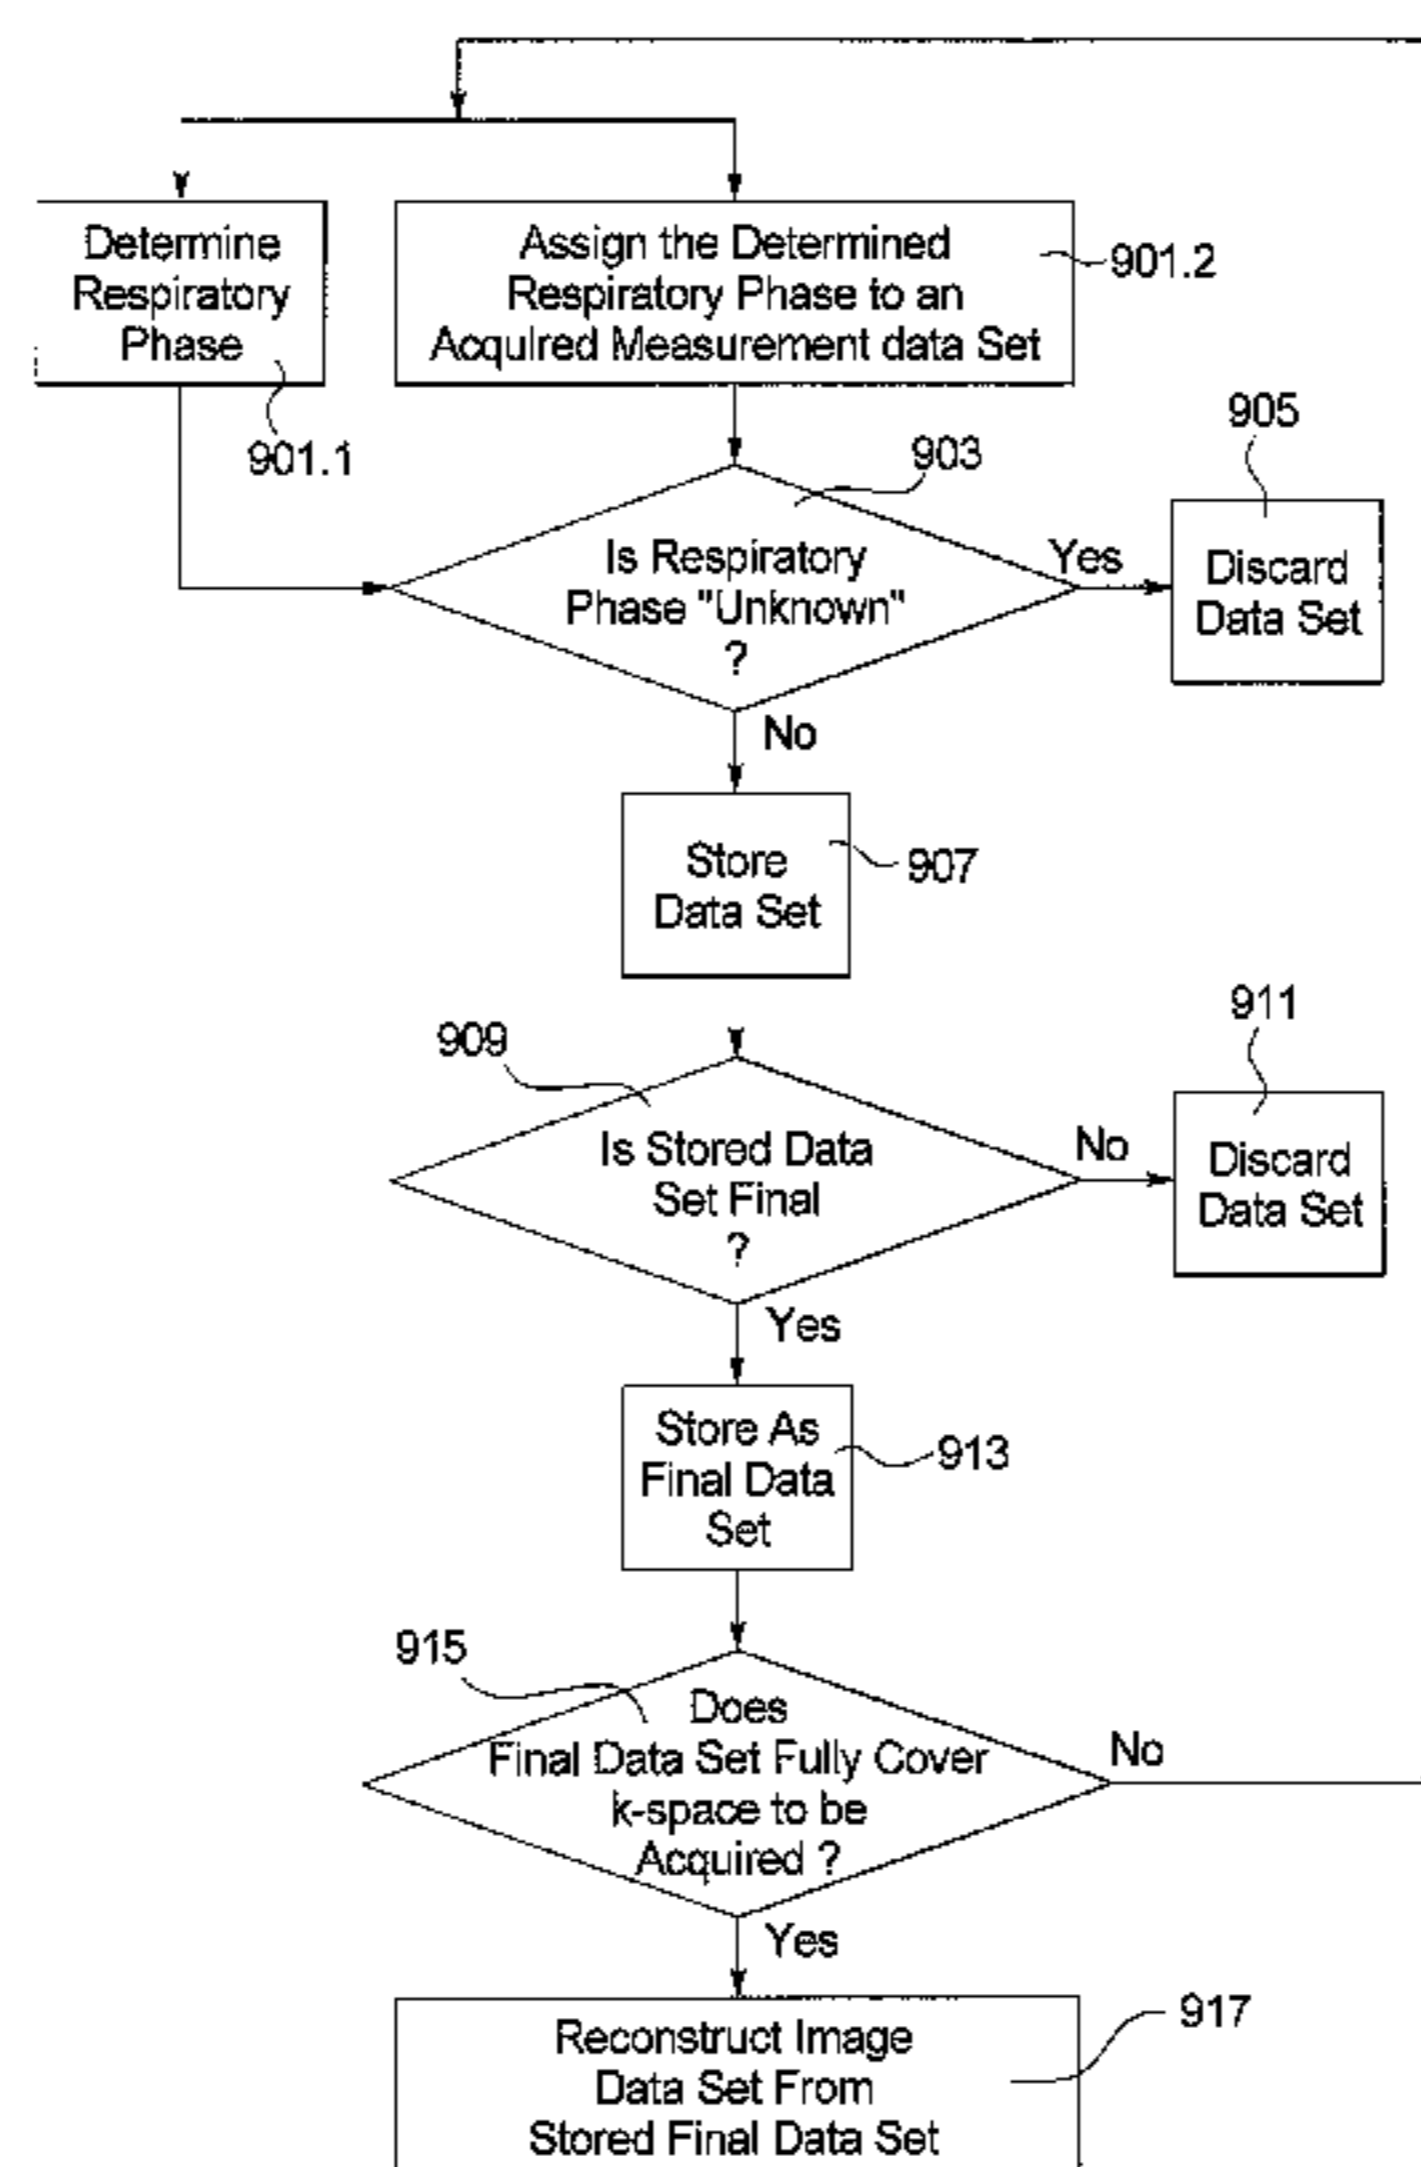 Determine
Respiratory
Phase
901.1
Assign the Determined
Respiratory Phase to an
Acquired Measurement data Set
901.2
903
Is Respiratory
Phase "Unknown"
?
Yes
905
Discard
Data Set
No
Store
Data Set
907
909
Is Stored Data
Set Final
?
No
911
Discard
Data Set
Yes
Store As
Final Data
Set
913
915
Does
Final Data Set Fully Cover
k-space to be
Acquired ?
No
Yes
Reconstruct Image
Data Set From
Stored Final Data Set
917